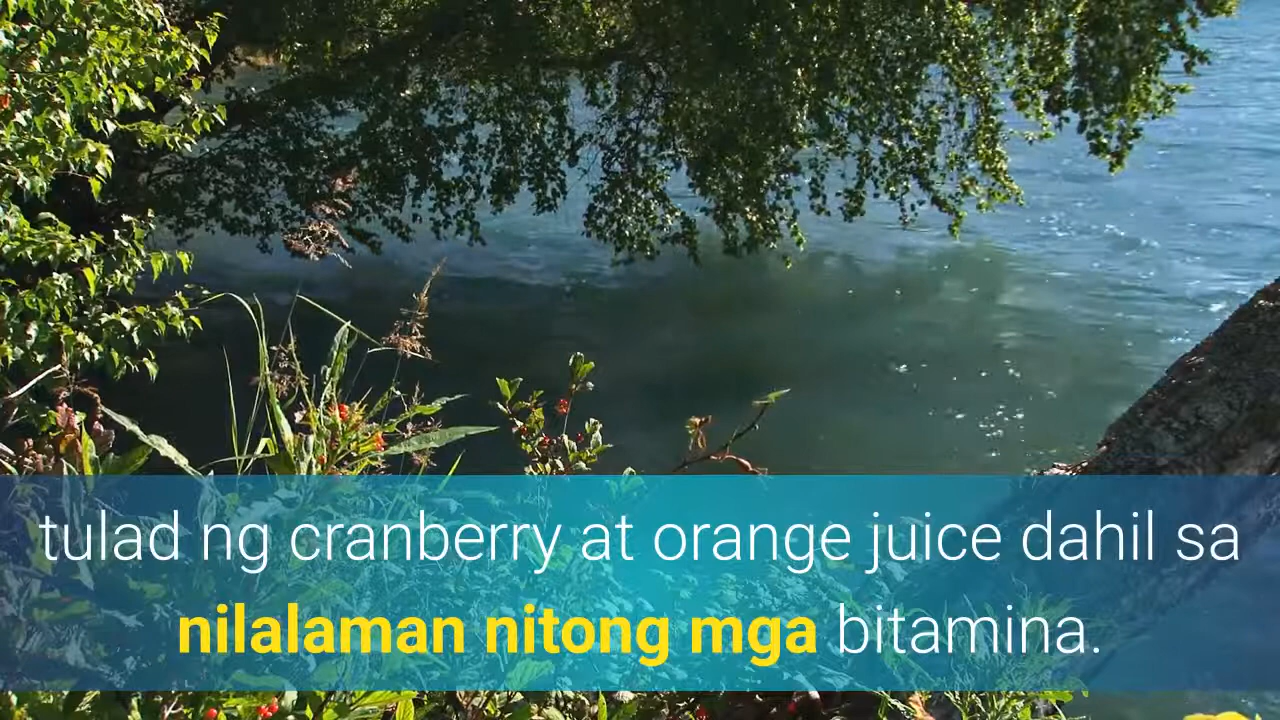 tulad ng cranberry at orange juice dahil sa
nilalaman nitong mga bitamina.